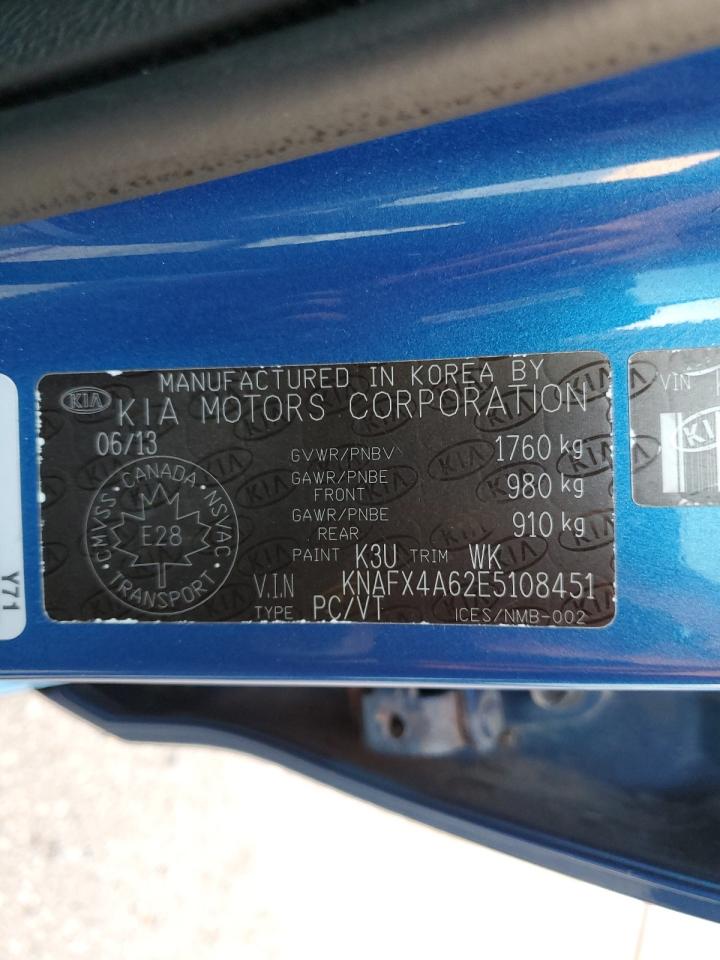 MANUFACTURED IN KOREA BY
KIA KIA MOTORS CORPORATION
06/13
GVWR/PNBV 1760 kg
GAWR/PNBE FRONT 980 kg
GAWR/PNBE REAR 910 kg
CMVSS · CANADA · NSVAC · TRANSPORT
E28
PAINT K3U TRIM WK
V.I.N KNAFX4A62E5108451
TYPE PC/VT ICES/NMB-002
VIN
Y71